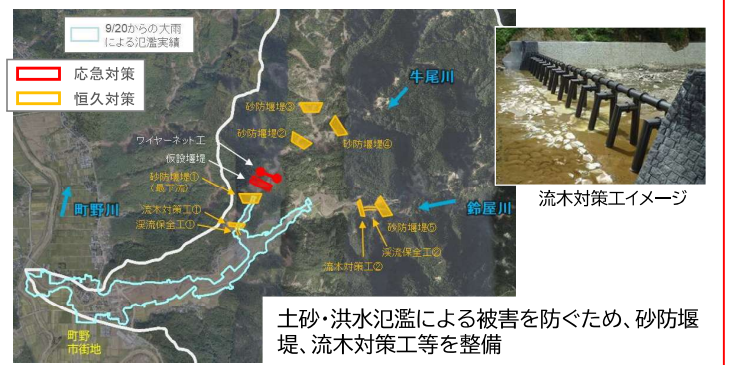 9/20からの大雨
による氾濫実績
応急対策
恒久対策
牛尾川
砂防堰堤③
砂防堰堤②
砂防堰堤④
ワイヤーネット工
仮設堰堤
砂防堰堤①
(最下流)
流木対策工①
渓流保全工①
町野川
鈴屋川
砂防堰堤⑤
渓流保全工②
流木対策工②
町野
市街地
流木対策工イメージ
土砂・洪水氾濫による被害を防ぐため、砂防堰
堤、流木対策工等を整備